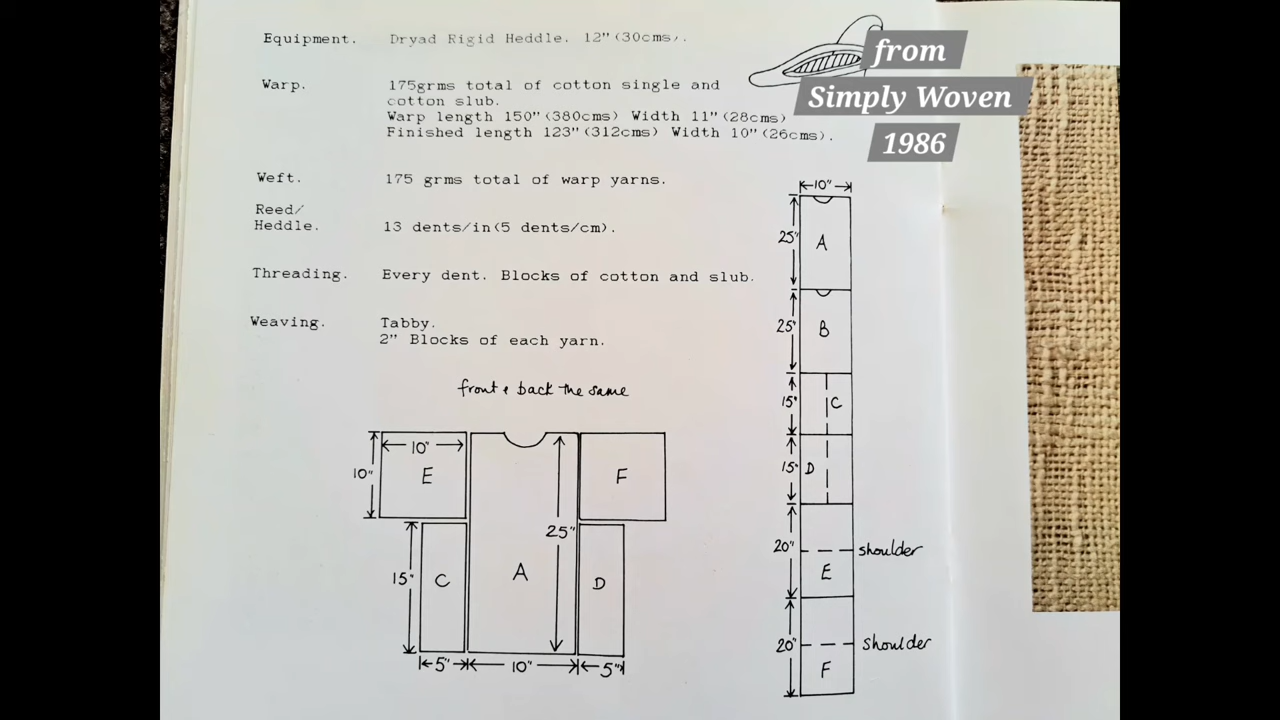 Equipment. Dryad Rigid Heddle. 12"(30cms).
from
Simply Woven
1986
Warp. 175grms total of cotton single and
cotton slub.
Warp length 150"(380cms) Width 11"(28cms)
Finished length 123"(312cms) Width 10"(26cms).
Weft. 175 grms total of warp yarns.
Reed/
Heddle. 13 dents/in(5 dents/cm).
Threading. Every dent. Blocks of cotton and slub.
Weaving. Tabby.
2" Blocks of each yarn.
front & back the same
10"
10"
E
F
25"
15"
C
A
D
5"
10"
5"
10"
25"
A
25"
B
15"
C
15"
D
20"
shoulder
E
20"
shoulder
F